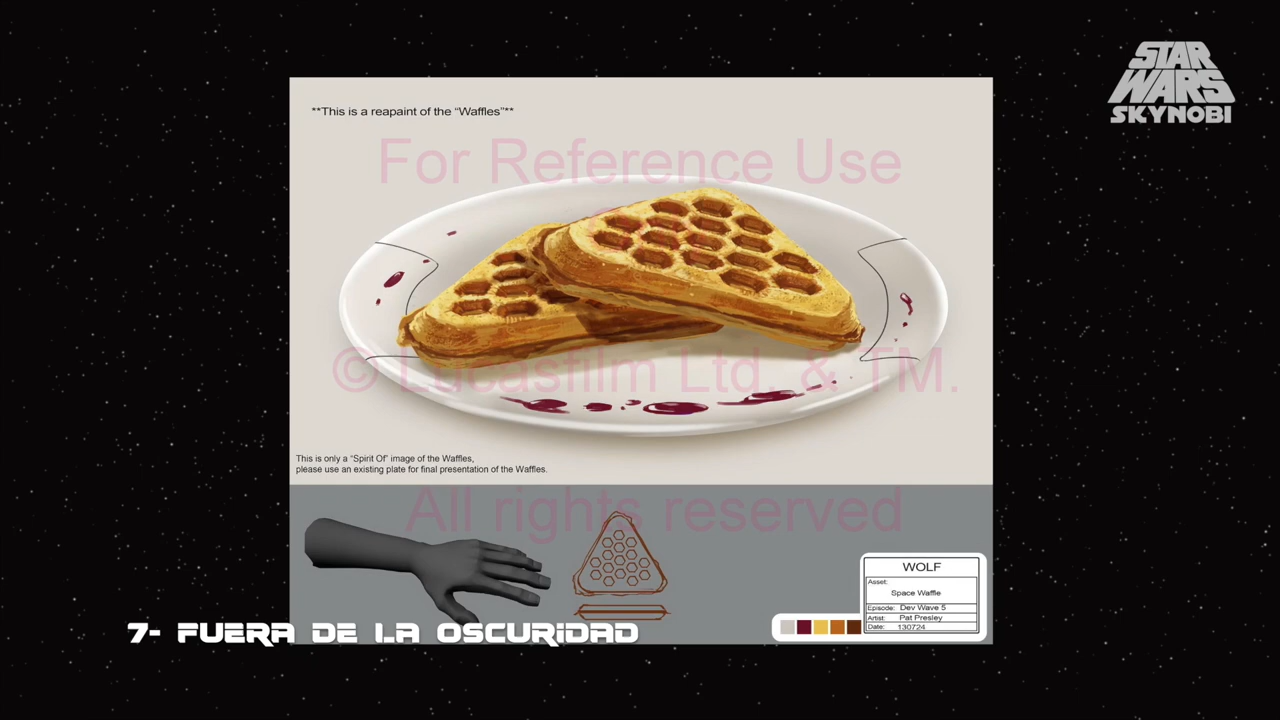 STAR
WARS
SKYNOBI
**This is a reapaint of the “Waffles”**
For Reference Use
© Lucasfilm Ltd. & TM.
This is only a “Spirit Of” image of the Waffles,
please use an existing plate for final presentation of the Waffles.
All rights reserved
WOLF
Asset:
Space Waffle
Episode: Dev Wave 5
Artist: Pat Presley
Date: 130724
7- FUERA DE LA OSCURIDAD